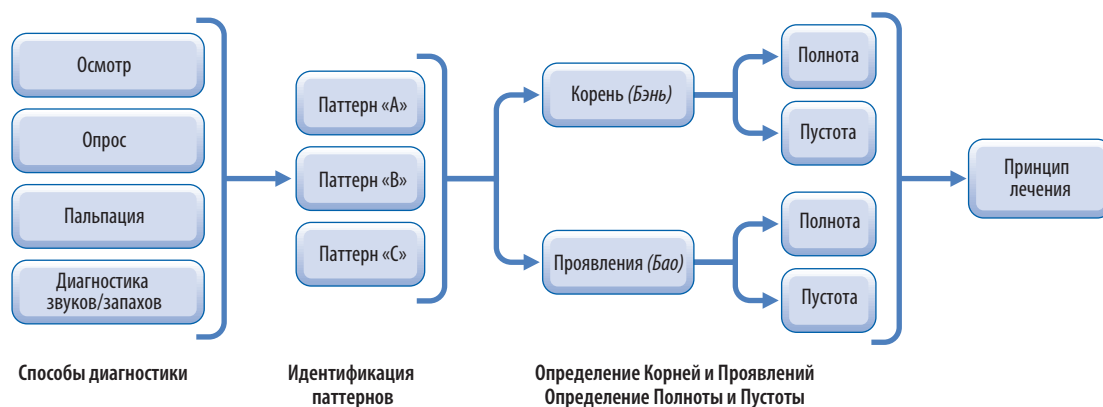 Осмотр
Опрос
Пальпация
Диагностика
звуков/запахов
Паттерн «А»
Паттерн «В»
Паттерн «С»
Корень (Бэнь)
Проявления (Бао)
Полнота
Пустота
Полнота
Пустота
Принцип
лечения
Способы диагностики
Идентификация
паттернов
Определение Корней и Проявлений
Определение Полноты и Пустоты